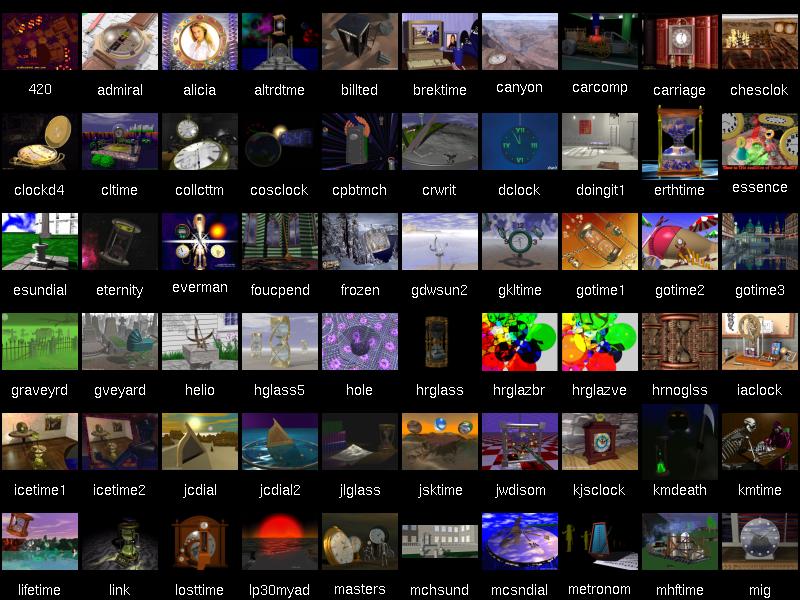 420 admiral alicia altrdtme billted brektime canyon carcomp carriage chesclok
clockd4 cltime collcttm cosclock cpbtmch crwrit dclock doingit1 erthtime essence
esundial eternity everman foucpend frozen gdwsun2 gkltime gotime1 gotime2 gotime3
graveyrd gveyard helio hglass5 hole hrglass hrglazbr hrglazve hrnoglss iaclock
icetime1 icetime2 jcdial jcdial2 jlglass jsktime jwdisom kjsclock kmdeath kmtime
lifetime link losttime lp30myad masters mchsund mcsndial metronom mhftime mig